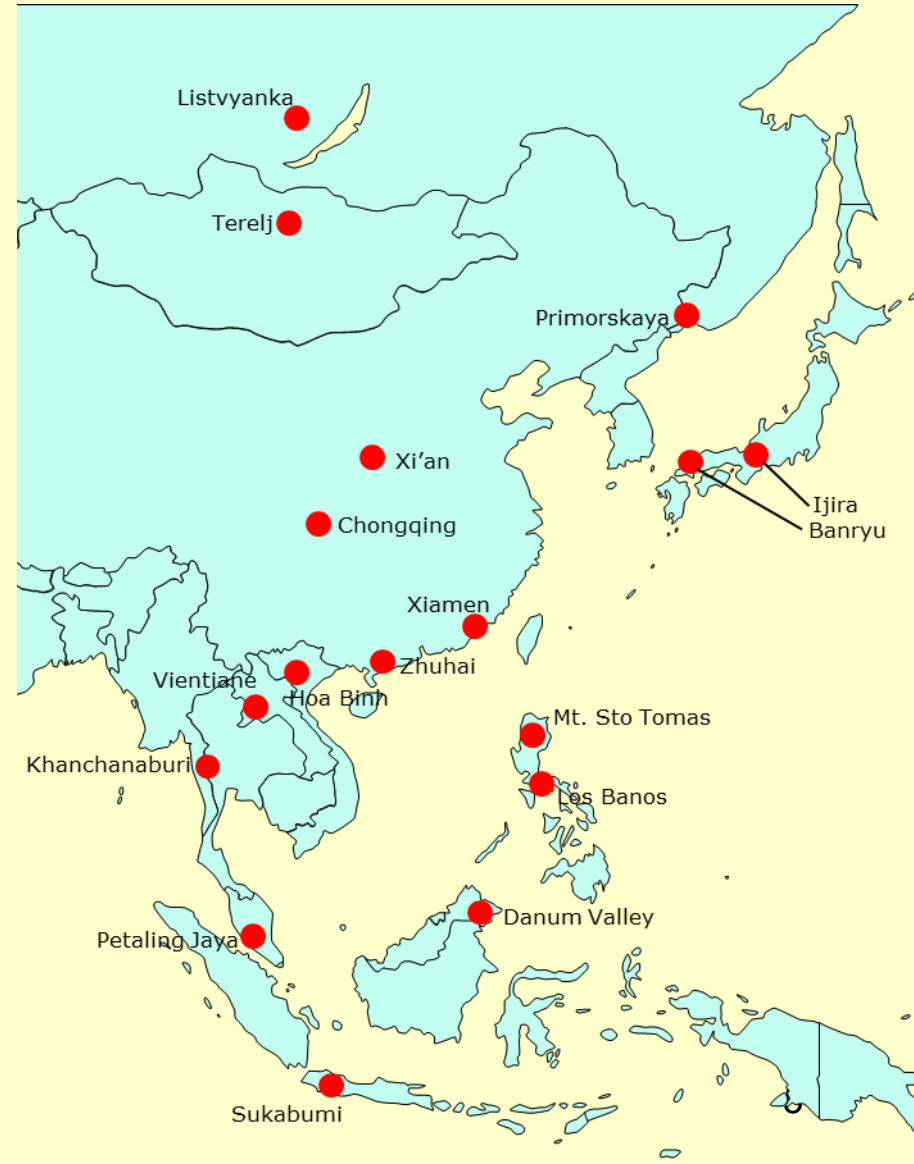 Listvyanka
Terelj
Primorskaya
Xi’an
Ijira
Chongqing
Banryu
Xiamen
Zhuhai
Vientiane
Hoa Binh
Mt. Sto Tomas
Khanchanaburi
Los Banos
Danum Valley
Petaling Jaya
Sukabumi